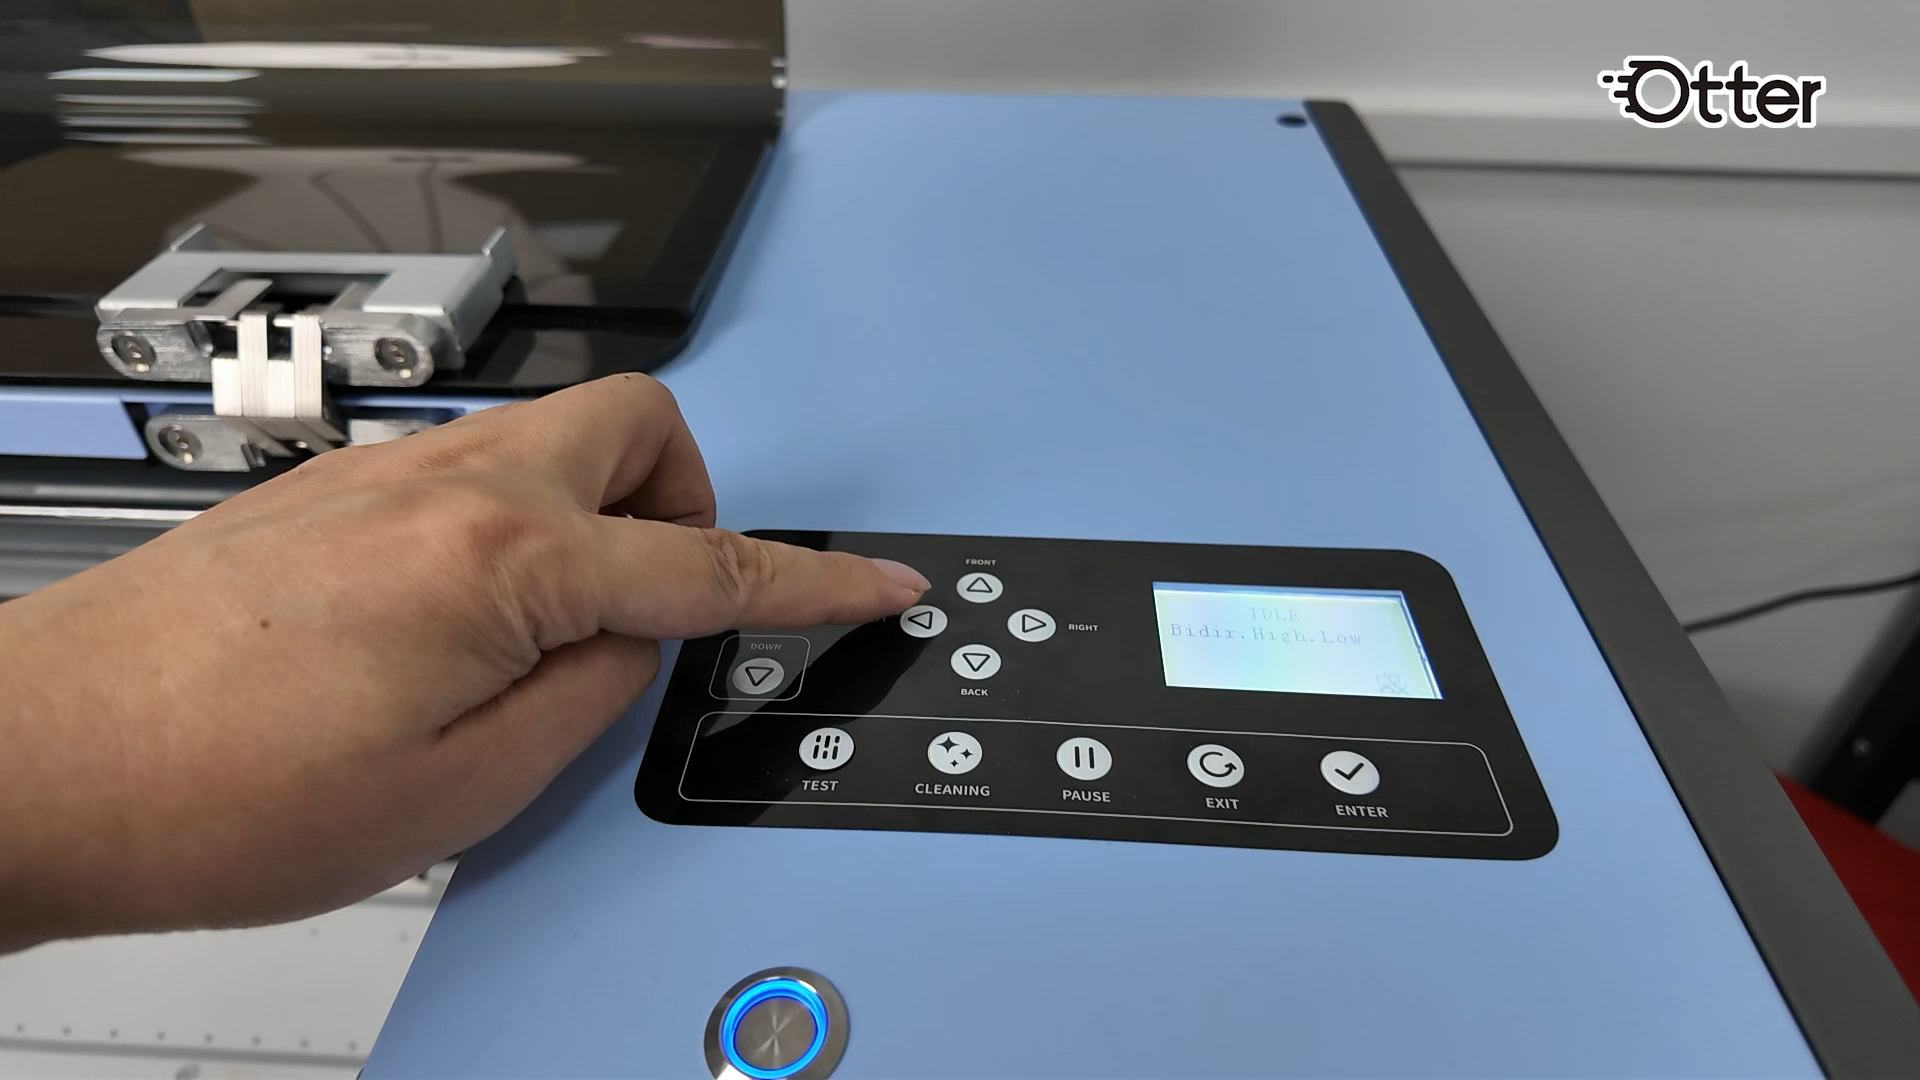 Otter
FRONT
RIGHT
DOWN
BACK
IDLE
Bidir.High.Low
TEST
CLEANING
PAUSE
EXIT
ENTER